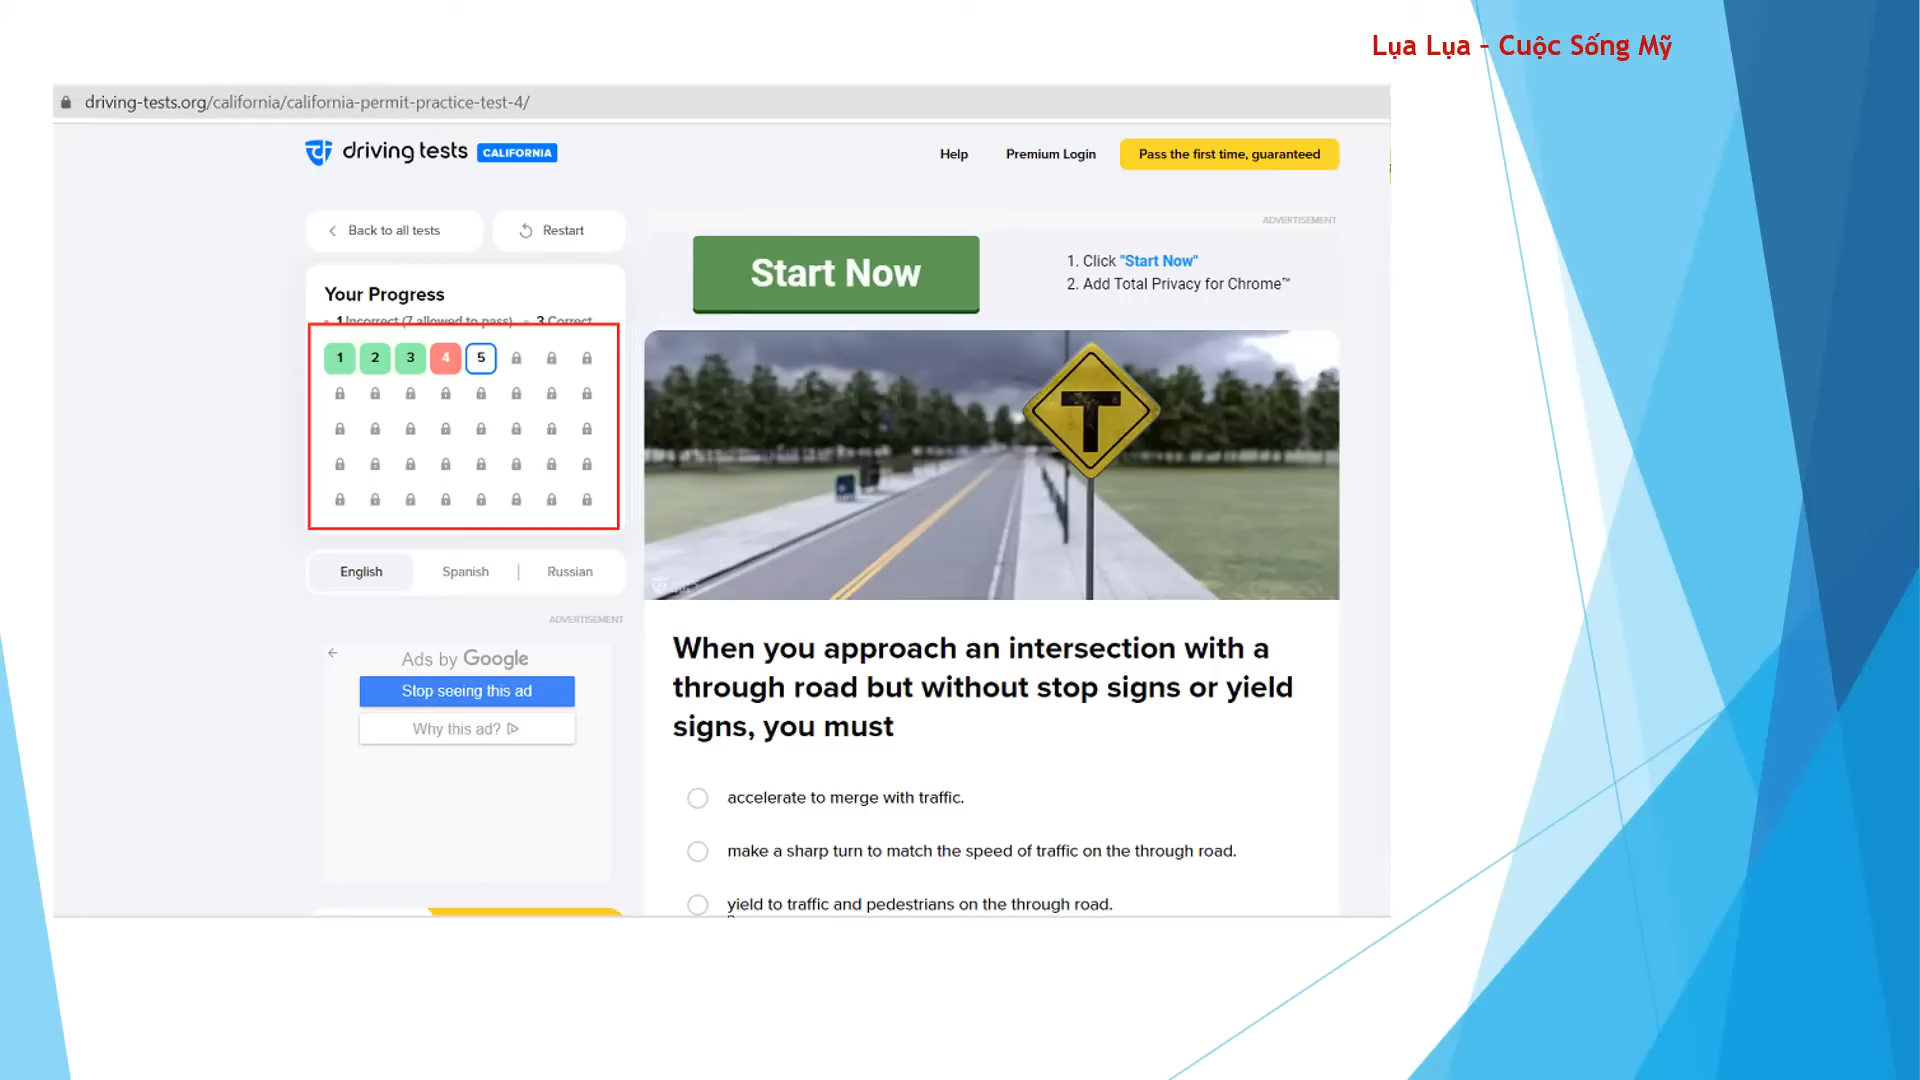 Lụa Lụa - Cuộc Sống Mỹ
driving-tests.org/california/california-permit-practice-test-4/
driving tests CALIFORNIA
Help Premium Login Pass the first time, guaranteed
Back to all tests Restart
ADVERTISEMENT
Start Now
1. Click "Start Now"
2. Add Total Privacy for Chrome™
Your Progress
1 Incorrect (7 allowed to pass) 3 Correct
1 2 3 4 5
English Spanish | Russian
ADVERTISEMENT
Ads by Google
Stop seeing this ad
Why this ad?
When you approach an intersection with a
through road but without stop signs or yield
signs, you must
accelerate to merge with traffic.
make a sharp turn to match the speed of traffic on the through road.
yield to traffic and pedestrians on the through road.